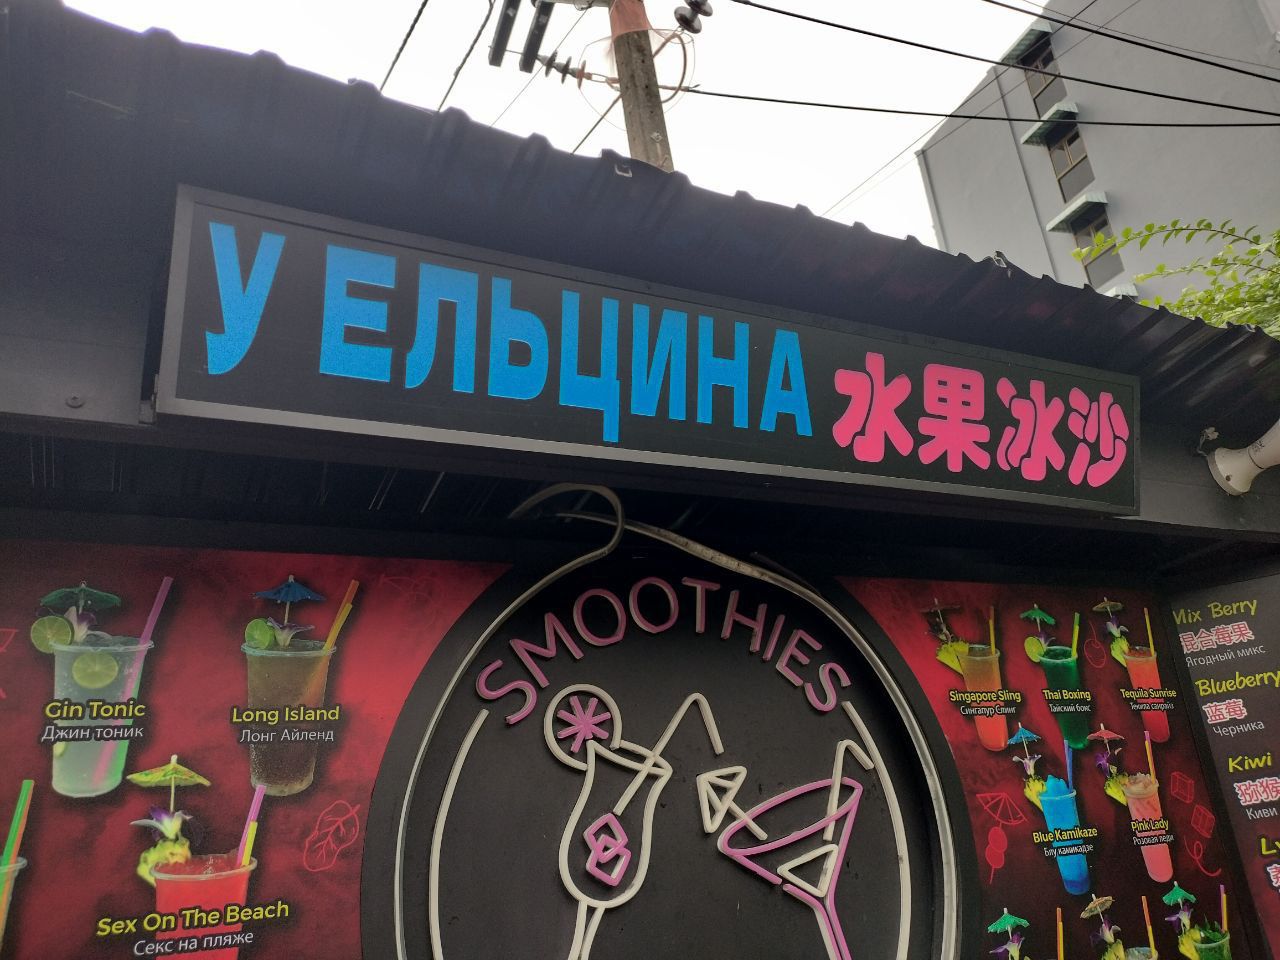 У ЕЛЬЦИНА 水果冰沙
SMOOTHIES
Gin Tonic
Джин тоник
Long Island
Лонг Айленд
Sex On The Beach
Секс на пляже
Singapore Sling
Сингапур Слинг
Thai Boxing
Тайский бокс
Tequila Sunrise
Текила санрайз
Blue Kamikaze
Блу камикадзе
Pink Lady
Розовая леди
Mix Berry
混合莓果
Ягодный микс
Blueberry
蓝莓
Черника
Kiwi
Киви